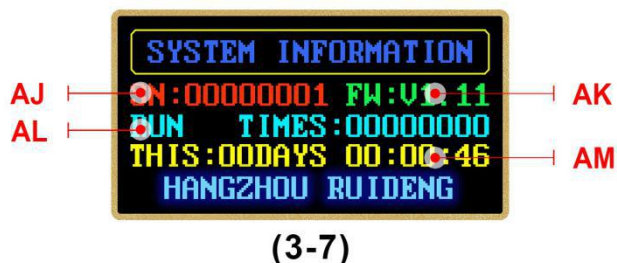 SYSTEM INFORMATION
AJ SN:00000001 FW:V1.11 AK
AL RUN TIMES:00000000
THIS:00DAYS 00:00:46 AM
HANGZHOU RUIDENG
(3-7)